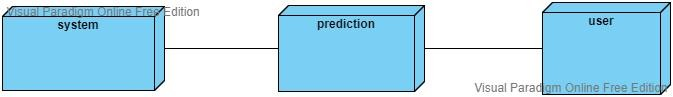 Visual Paradigm Online Free Edition
system
prediction
user
Visual Paradigm Online Free Edition